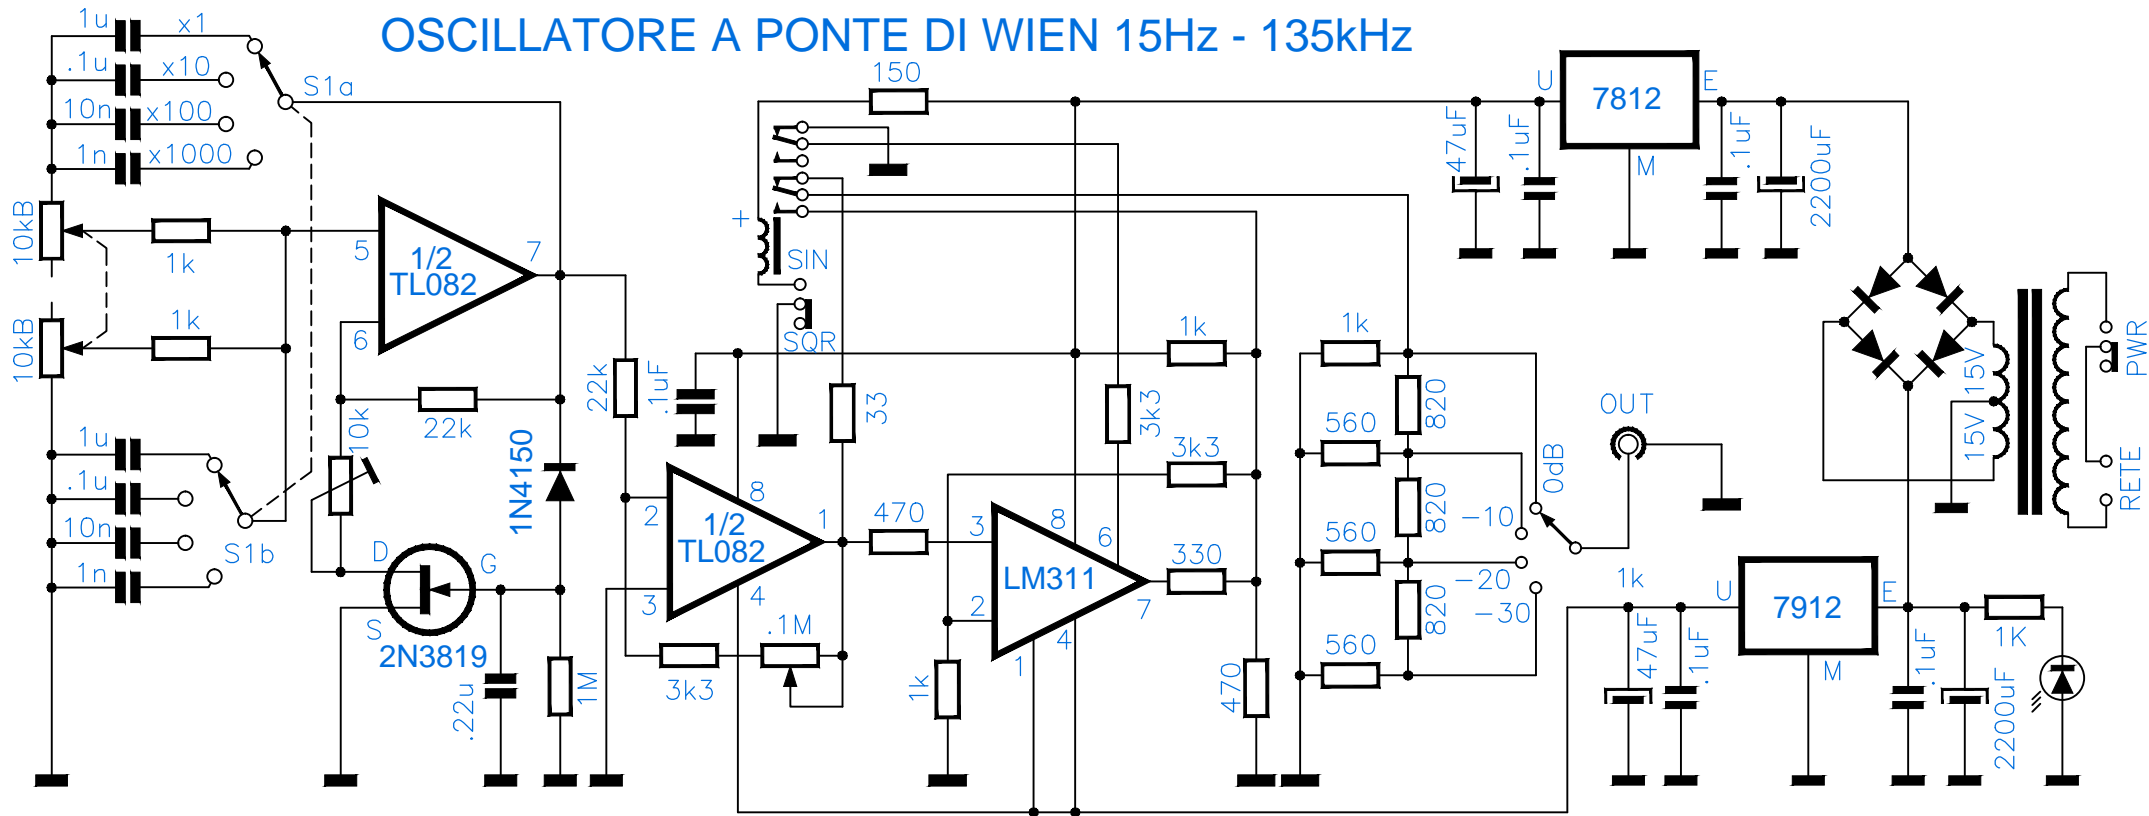 OSCILLATORE A PONTE DI WIEN 15Hz - 135kHz
1u
x1
.1u
x10
10n
x100
1n
x1000
S1a
10kB
1k
10kB
1k
5
6
7
1/2
TL082
22k
10k
1N4150
1u
.1u
10n
1n
S1b
D
G
S
2N3819
.22u
1M
150
+
SIN
SQR
22k
.1uF
33
2
3
8
4
1
1/2
TL082
3k3
.1M
470
1k
3k3
3k3
3
2
8
6
1
4
7
LM311
330
1k
470
1k
820
560
820
560
820
560
0dB
-10
-20
-30
OUT
U
7812
E
M
47uF
.1uF
.1uF
2200uF
15V
15V
PWR
RETE
1k
U
7912
E
M
47uF
.1uF
.1uF
2200uF
1K